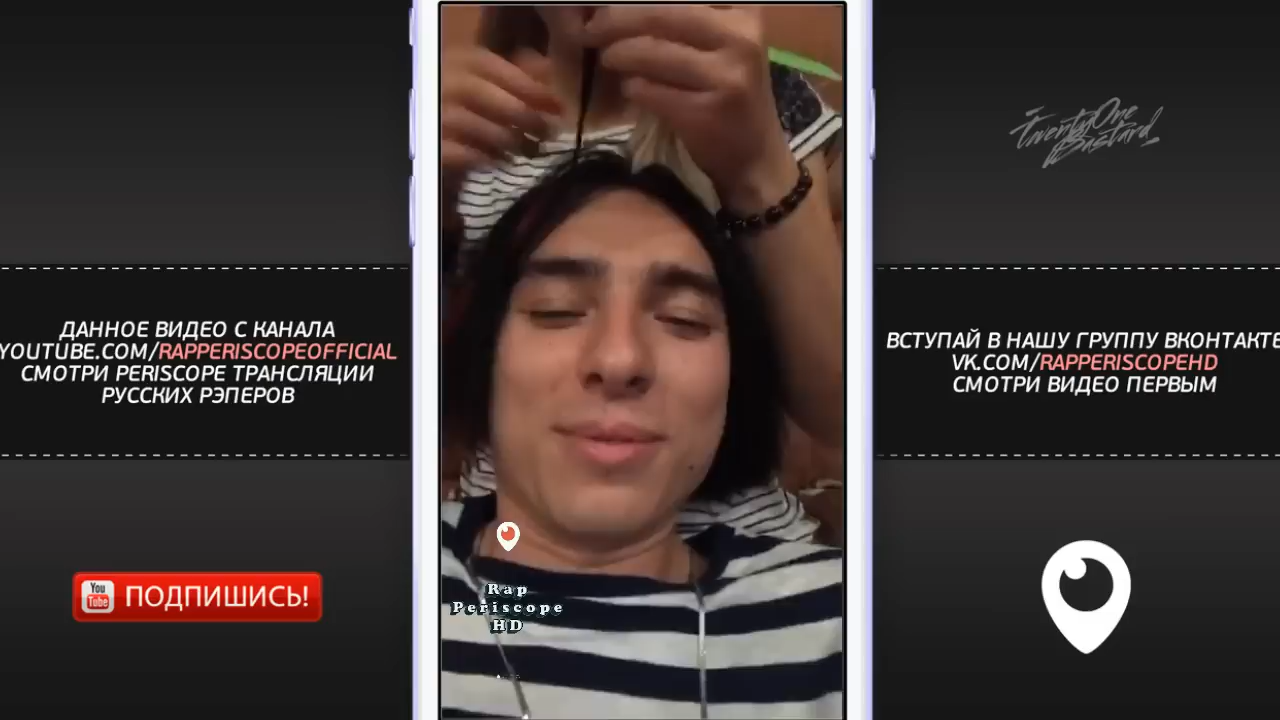 ДАННОЕ ВИДЕО С КАНАЛА
YOUTUBE.COM/RAPPERISCOPEOFFICIAL
СМОТРИ PERISCOPE ТРАНСЛЯЦИИ
РУССКИХ РЭПЕРОВ
You
Tube
ПОДПИШИСЬ!
Rap
Periscope
HD
TwentyOne
Bastard
ВСТУПАЙ В НАШУ ГРУППУ ВКОНТАКТЕ
VK.COM/RAPPERISCOPEHD
СМОТРИ ВИДЕО ПЕРВЫМ